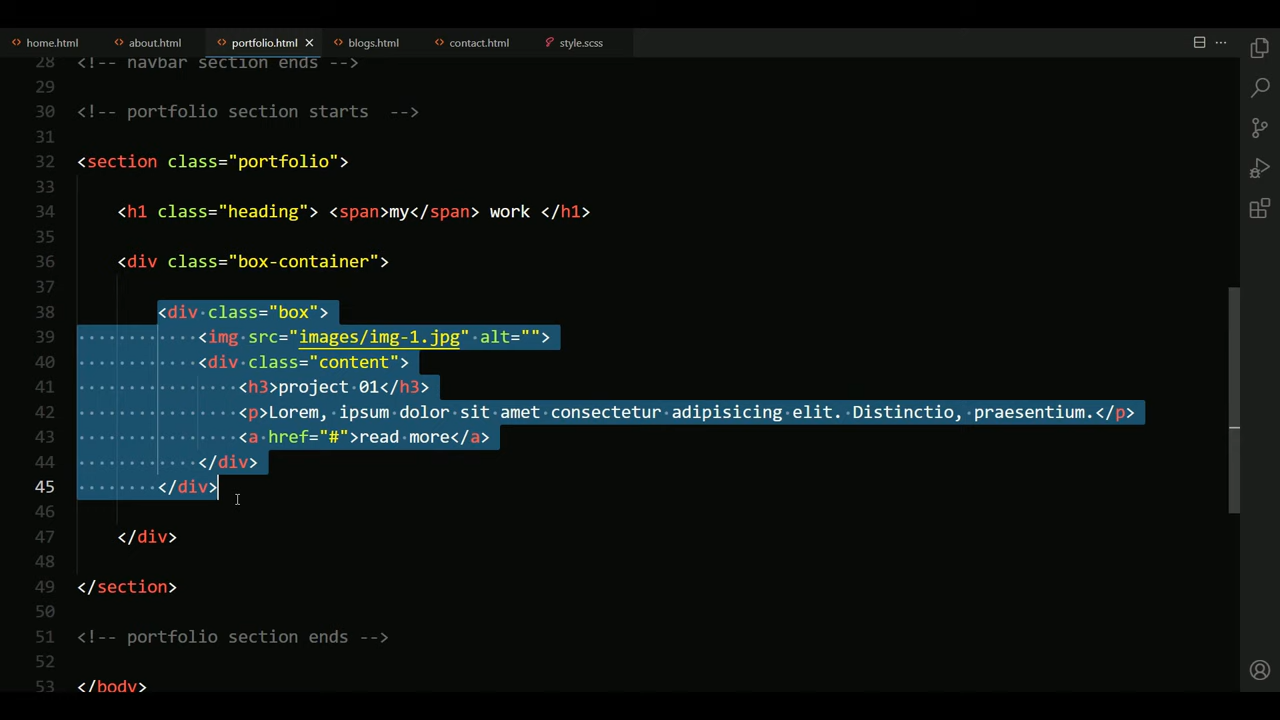 home.html about.html portfolio.html blogs.html contact.html style.scss
28 <!-- navbar section ends -->
29
30 <!-- portfolio section starts  -->
31
32 <section class="portfolio">
33
34 <h1 class="heading"> <span>my</span> work </h1>
35
36 <div class="box-container">
37
38 <div class="box">
39 <img src="images/img-1.jpg" alt="">
40 <div class="content">
41 <h3>project 01</h3>
42 <p>Lorem, ipsum dolor sit amet consectetur adipisicing elit. Distinctio, praesentium.</p>
43 <a href="#">read more</a>
44 </div>
45 </div>
46
47 </div>
48
49 </section>
50
51 <!-- portfolio section ends -->
52
53 </body>